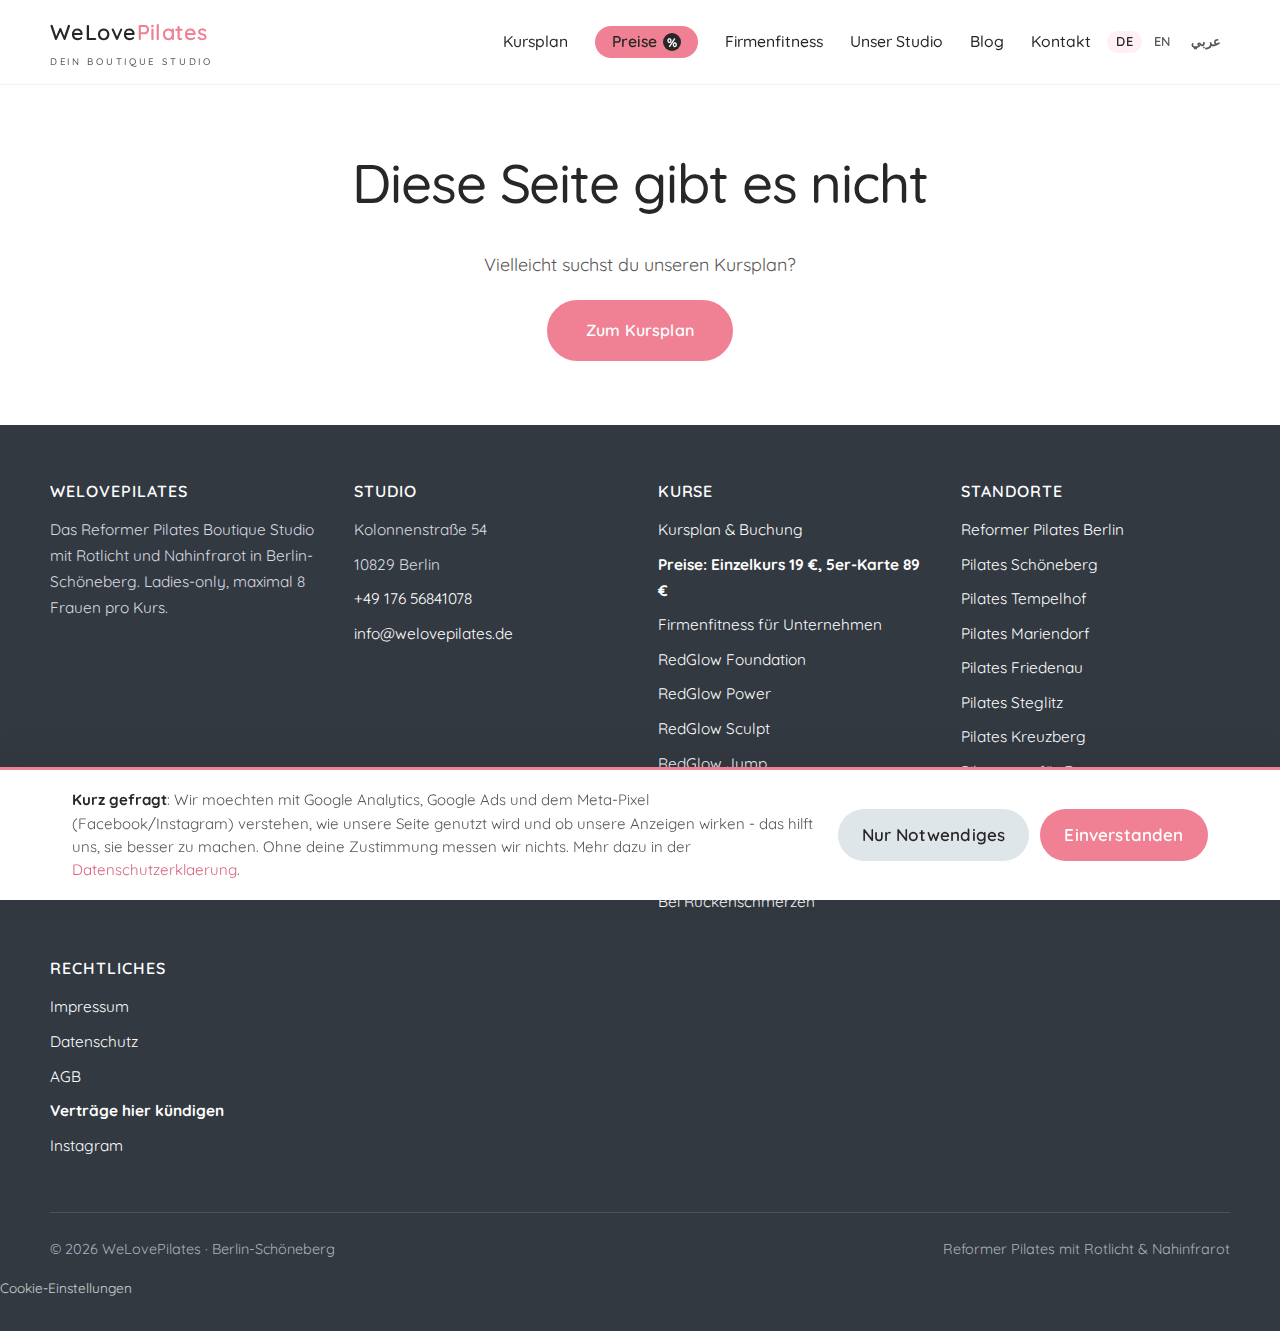 WeLovePilates
DEIN BOUTIQUE STUDIO
Kursplan
Preise %
Firmenfitness
Unser Studio
Blog
Kontakt
DE
EN
عربي
Diese Seite gibt es nicht
Vielleicht suchst du unseren Kursplan?
Zum Kursplan
WELOVEPILATES
Das Reformer Pilates Boutique Studio
mit Rotlicht und Nahinfrarot in Berlin-
Schöneberg. Ladies-only, maximal 8
Frauen pro Kurs.
STUDIO
Kolonnenstraße 54
10829 Berlin
+49 176 56841078
info@welovepilates.de
KURSE
Kursplan & Buchung
Preise: Einzelkurs 19 €, 5er-Karte 89
€
Firmenfitness für Unternehmen
RedGlow Foundation
RedGlow Power
RedGlow Sculpt
RedGlow Jump
Bei Rückenschmerzen
STANDORTE
Reformer Pilates Berlin
Pilates Schöneberg
Pilates Tempelhof
Pilates Mariendorf
Pilates Friedenau
Pilates Steglitz
Pilates Kreuzberg
Kurz gefragt: Wir moechten mit Google Analytics, Google Ads und dem Meta-Pixel
(Facebook/Instagram) verstehen, wie unsere Seite genutzt wird und ob unsere Anzeigen wirken - das hilft
uns, sie besser zu machen. Ohne deine Zustimmung messen wir nichts. Mehr dazu in der
Datenschutzerklaerung.
Nur Notwendiges
Einverstanden
RECHTLICHES
Impressum
Datenschutz
AGB
Verträge hier kündigen
Instagram
© 2026 WeLovePilates · Berlin-Schöneberg
Reformer Pilates mit Rotlicht & Nahinfrarot
Cookie-Einstellungen